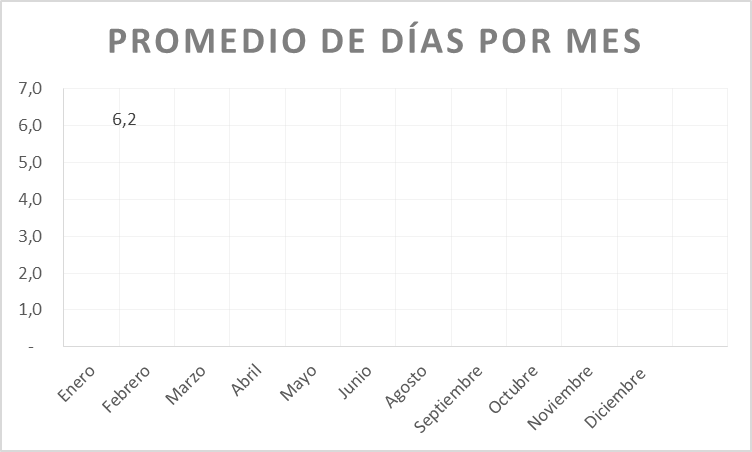 PROMEDIO DE DÍAS POR MES
7,0
6,2
6,0
5,0
4,0
3,0
2,0
1,0
-
Enero
Febrero
Marzo
Abril
Mayo
Junio
Agosto
Septiembre
Octubre
Noviembre
Diciembre